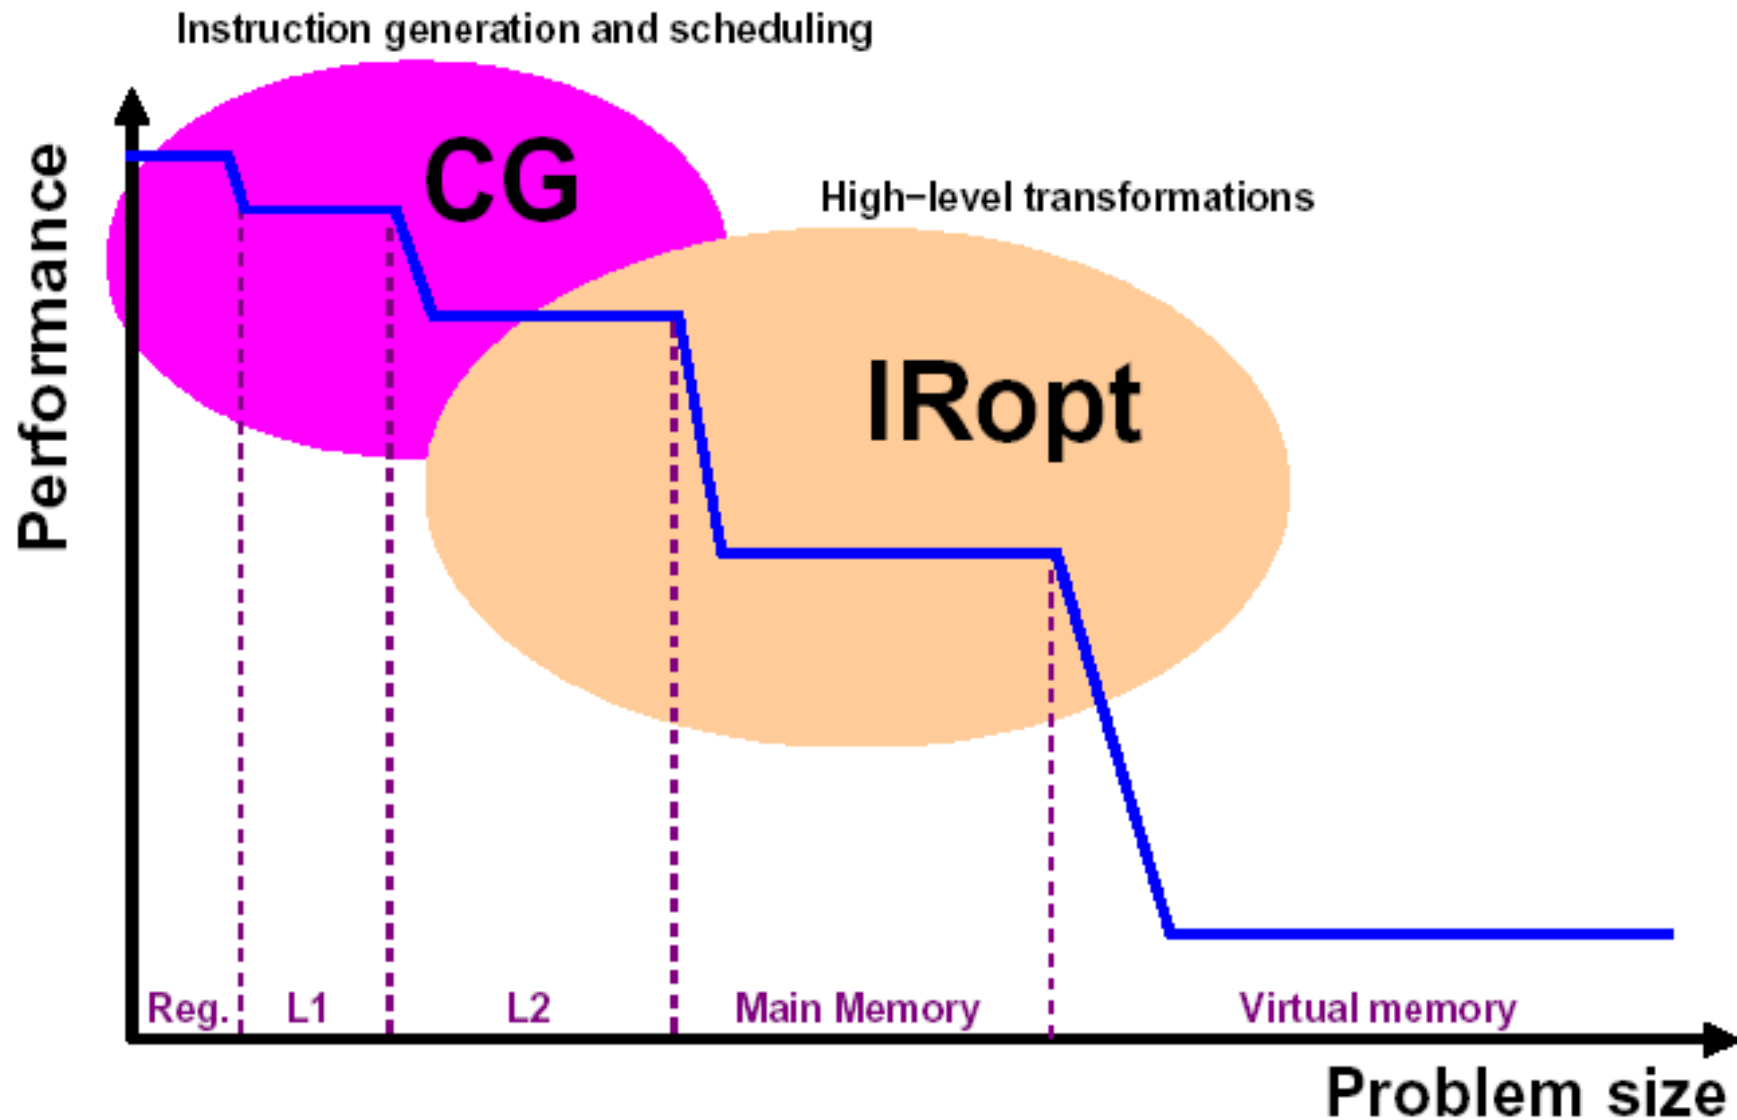 Instruction generation and scheduling
CG
High-level transformations
IRopt
Performance
Reg.
L1
L2
Main Memory
Virtual memory
Problem size